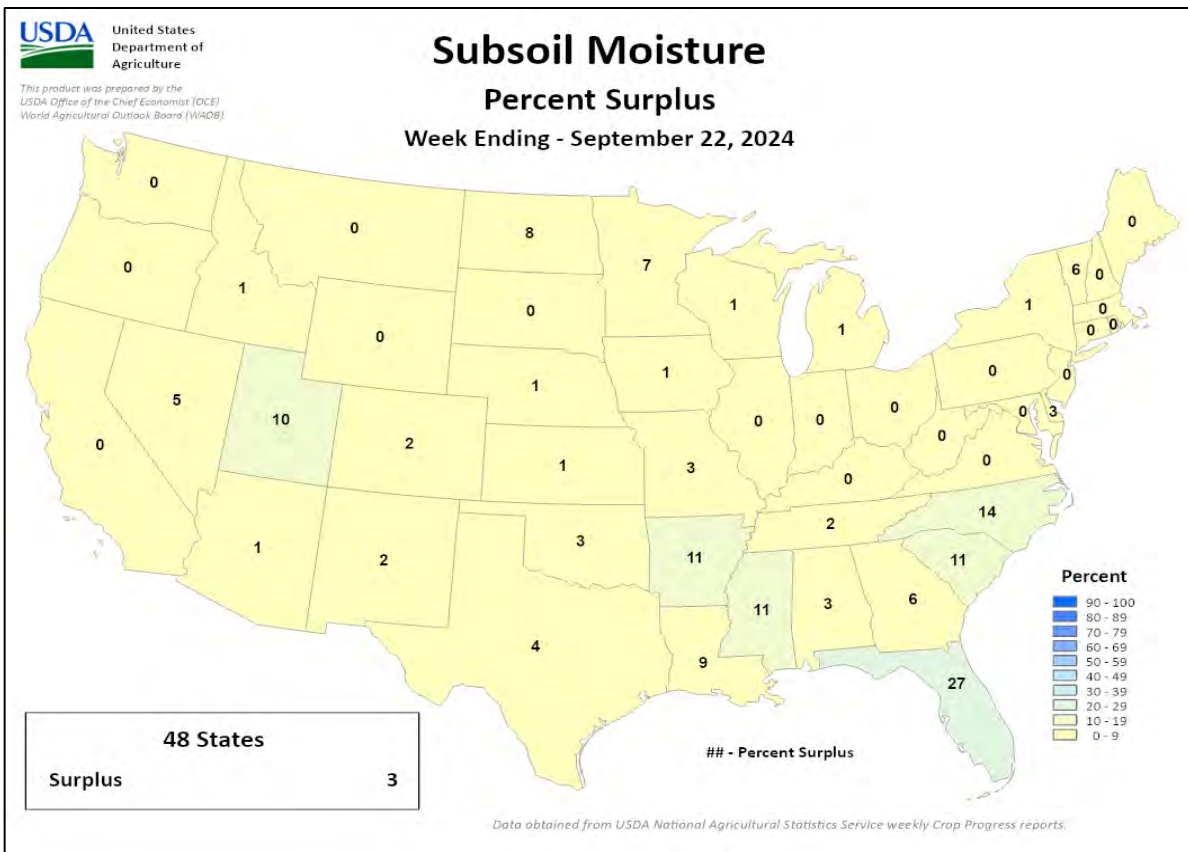 USDA
United States
Department of
Agriculture
This product was prepared by the
USDA Office of the Chief Economist (OCE)
World Agricultural Outlook Board (WAOB)
Subsoil Moisture
Percent Surplus
Week Ending - September 22, 2024
0
0
8
7
0
0
1
0
0
1
1
1
6
0
0
0
0
0
1
1
5
10
2
0
1
3
0
0
0
0
0
0
3
0
0
0
1
2
3
11
2
14
11
11
3
6
4
9
27
Percent
90 - 100
80 - 89
70 - 79
60 - 69
50 - 59
40 - 49
30 - 39
20 - 29
10 - 19
0 - 9
## - Percent Surplus
48 States
Surplus 3
Data obtained from USDA National Agricultural Statistics Service weekly Crop Progress reports.